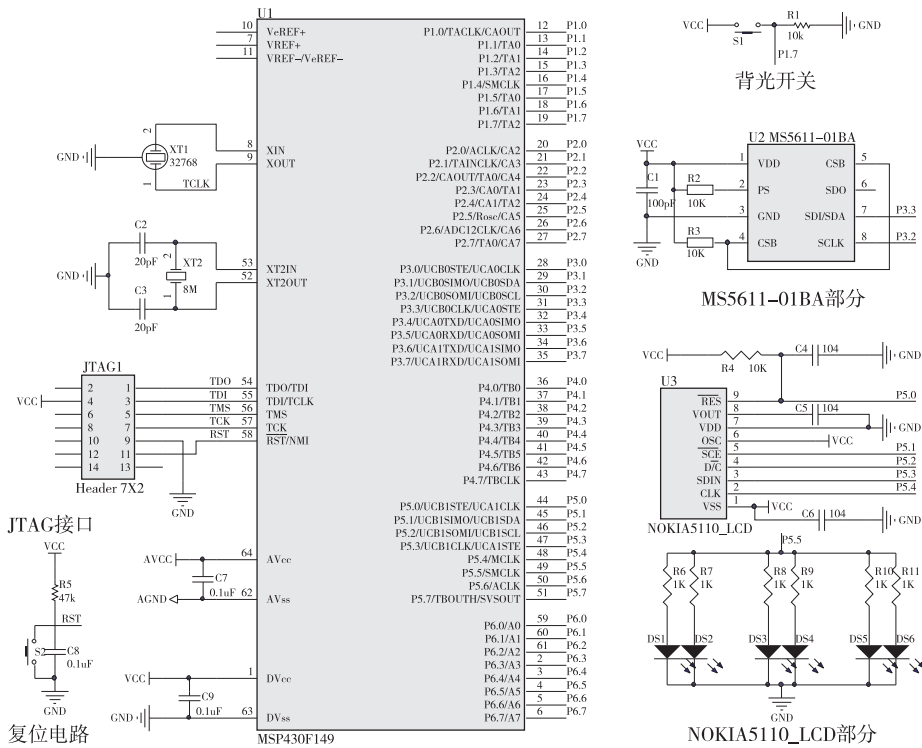 U1
10 VeREF+ P1.0/TACLK/CAOUT 12 P1.0
7 VREF+ P1.1/TA0 13 P1.1
11 VREF-/VeREF- P1.2/TA1 14 P1.2
P1.3/TA2 15 P1.3
P1.4/SMCLK 16 P1.4
P1.5/TA0 17 P1.5
P1.6/TA1 18 P1.6
P1.7/TA2 19 P1.7
8 XIN P2.0/ACLK/CA2 20 P2.0
9 XOUT P2.1/TAINCLK/CA3 21 P2.1
P2.2/CAOUT/TA0/CA4 22 P2.2
P2.3/CA0/TA1 23 P2.3
P2.4/CA1/TA2 24 P2.4
P2.5/Rosc/CA5 25 P2.5
P2.6/ADC12CLK/CA6 26 P2.6
P2.7/TA0/CA7 27 P2.7
53 XT2IN P3.0/UCB0STE/UCA0CLK 28 P3.0
52 XT2OUT P3.1/UCB0SIMO/UCB0SDA 29 P3.1
P3.2/UCB0SOMI/UCB0SCL 30 P3.2
P3.3/UCB0CLK/UCA0STE 31 P3.3
P3.4/UCA0TXD/UCA0SIMO 32 P3.4
P3.5/UCA0RXD/UCA0SOMI 33 P3.5
P3.6/UCA1TXD/UCA1SIMO 34 P3.6
P3.7/UCA1RXD/UCA1SOMI 35 P3.7
TDO 54 TDO/TDI P4.0/TB0 36 P4.0
TDI 55 TDI/TCLK P4.1/TB1 37 P4.1
TMS 56 TMS P4.2/TB2 38 P4.2
TCK 57 TCK P4.3/TB3 39 P4.3
RST 58 RST/NMI P4.4/TB4 40 P4.4
P4.5/TB5 41 P4.5
P4.6/TB6 42 P4.6
P4.7/TBCLK 43 P4.7
P5.0/UCB1STE/UCA1CLK 44 P5.0
P5.1/UCB1SIMO/UCB1SDA 45 P5.1
P5.2/UCB1SOMI/UCB1SCL 46 P5.2
P5.3/UCB1CLK/UCA1STE 47 P5.3
64 AVcc P5.4/MCLK 48 P5.4
P5.5/SMCLK 49 P5.5
P5.6/ACLK 50 P5.6
62 AVss P5.7/TBOUTH/SVSOUT 51 P5.7
P6.0/A0 59 P6.0
P6.1/A1 60 P6.1
P6.2/A2 61 P6.2
P6.3/A3 2 P6.3
1 DVcc P6.4/A4 3 P6.4
P6.5/A5 4 P6.5
P6.6/A6 5 P6.6
63 DVss P6.7/A7 6 P6.7
MSP430F149
GND
2
XT1
32768
1
TCLK
GND
C2
20pF
C3
20pF
2
XT2
8M
1
JTAG1
VCC
2 1
4 3
6 5
8 7
10 9
12 11
14 13
Header 7X2
GND
JTAG接口
VCC
R5
47k
RST
S2
C8
0.1uF
GND
复位电路
AVCC
C7
0.1uF
AGND
VCC
C9
0.1uF
GND
VCC
S1
R1
10k
GND
P1.7
背光开关
U2 MS5611-01BA
VCC
C1
100pF
GND
R2
10K
R3
10K
1 VDD CSB 5
2 PS SDO 6
3 GND SDI/SDA 7 P3.3
4 CSB SCLK 8 P3.2
MS5611-01BA部分
VCC
R4 10K
C4 104
GND
U3
RES 9 P5.0
VOUT 8 C5 104
VDD 7 GND
OSC 6 VCC
SCE 5 P5.1
D/C 4 P5.2
SDIN 3 P5.3
CLK 2 P5.4
VSS 1 VCC
C6 104
GND
NOKIA5110_LCD
P5.5
R6 R7 R8 R9 R10 R11
1K 1K 1K 1K 1K 1K
DS1 DS2 DS3 DS4 DS5 DS6
GND
NOKIA5110_LCD部分